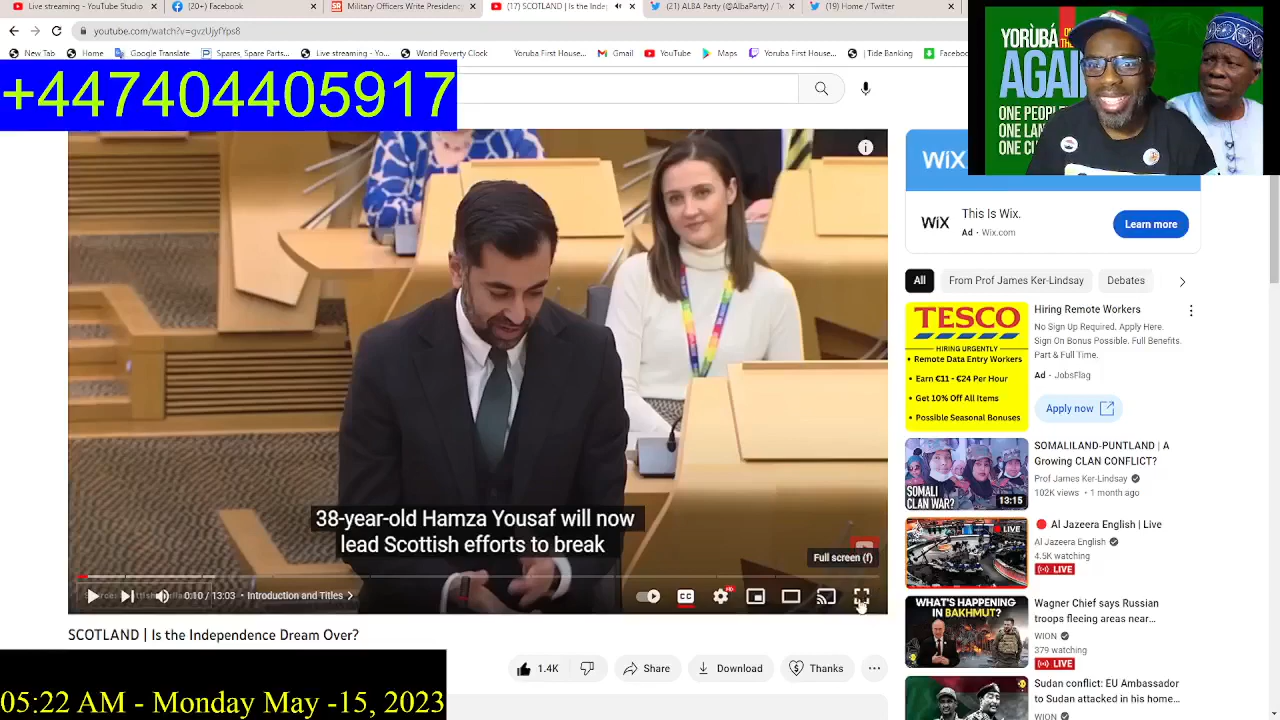 Live streaming - YouTube Studio
(20+) Facebook
Military Officers Write Presiden
(17) SCOTLAND | Is the Indep
(21) ALBA Party
(19) Home / Twitter
youtube.com/watch?v=gvzUjyfYps8
New Tab
Home
Google Translate
Spares, Spare Parts...
Live streaming - Y...
World Poverty Clock
Yoruba First House...
Gmail
YouTube
Maps
Yoruba First House...
Tide Banking
Facebook
+447404405917
YORÙBÁ
AGAI
ONE PEOPL
ONE LAN
ONE CU
WiX
WiX
This Is Wix.
Ad · Wix.com
Learn more
All
From Prof James Ker-Lindsay
Debates
TESCO
HIRING URGENTLY
• Remote Data Entry Workers
• Earn €11 - €24 Per Hour
• Get 10% Off All Items
• Possible Seasonal Bonuses
Hiring Remote Workers
No Sign Up Required. Apply Here.
Sign On Bonus Possible. Full Benefits.
Part & Full Time.
Ad · JobsFlag
Apply now
SOMALI
CLAN WAR?
13:15
SOMALILAND-PUNTLAND | A
Growing CLAN CONFLICT?
Prof James Ker-Lindsay
102K views · 1 month ago
LIVE
Al Jazeera English | Live
Al Jazeera English
4.5K watching
LIVE
WHAT'S HAPPENING
IN BAKHMUT?
Wagner Chief says Russian
troops fleeing areas near...
WION
379 watching
LIVE
Sudan conflict: EU Ambassador
to Sudan attacked in his home...
WION
38-year-old Hamza Yousaf will now
lead Scottish efforts to break
Full screen (f)
0:10 / 13:03 • Introduction and Titles
SCOTLAND | Is the Independence Dream Over?
1.4K
Share
Download
Thanks
05:22 AM - Monday May -15, 2023